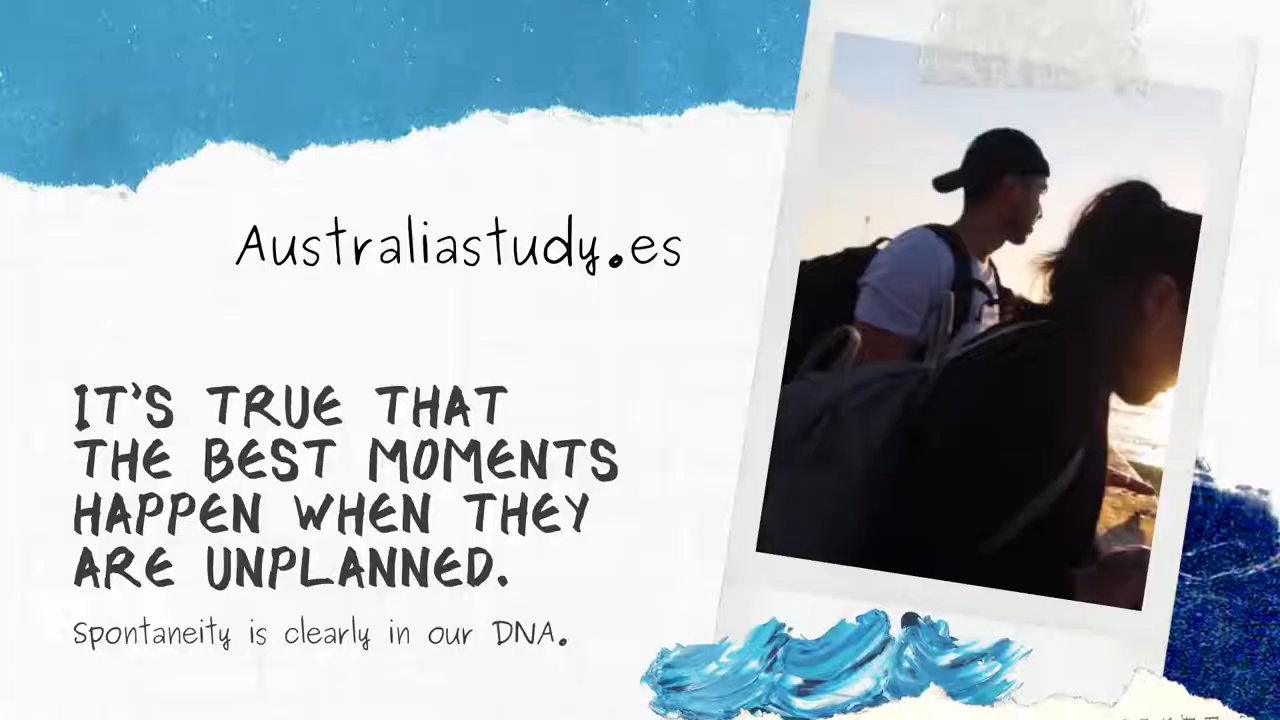 Australiastudy.es
IT'S TRUE THAT
THE BEST MOMENTS
HAPPEN WHEN THEY
ARE UNPLANNED.
Spontaneity is clearly in our DNA.